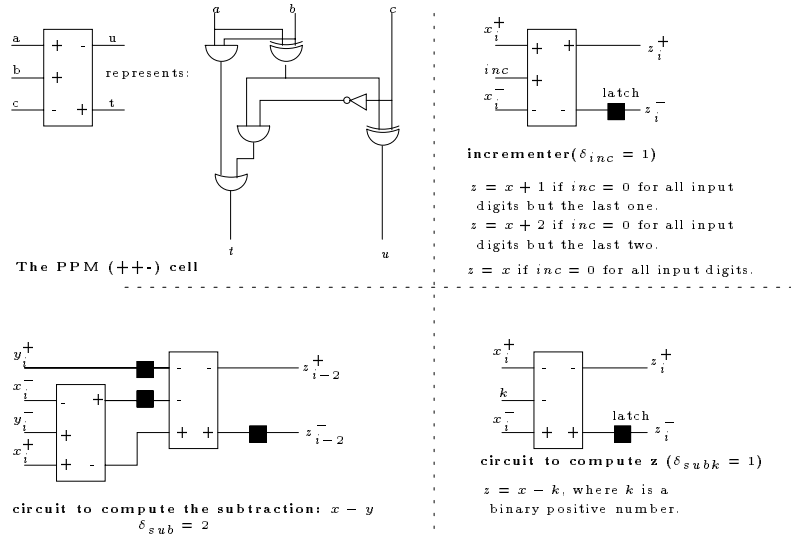 a b c
a + - u
b +
represents:
c - + t
t u
The PPM (++-) cell
x_i^+ + + z_i^+
inc +
latch
x_i^- - - z_i^-
incrementer(δ_inc = 1)
z = x + 1 if inc = 0 for all input
digits but the last one.
z = x + 2 if inc = 0 for all input
digits but the last two.
z = x if inc = 0 for all input digits.
y_i^+ - - z_{i-2}^+
x_i^- - + -
y_i^- + + + z_{i-2}^-
x_i^+ + -
circuit to compute the subtraction: x - y
δ_sub = 2
x_i^+ - - z_i^+
k -
latch
x_i^- + + z_i^-
circuit to compute z (δ_subk = 1)
z = x - k, where k is a
binary positive number.